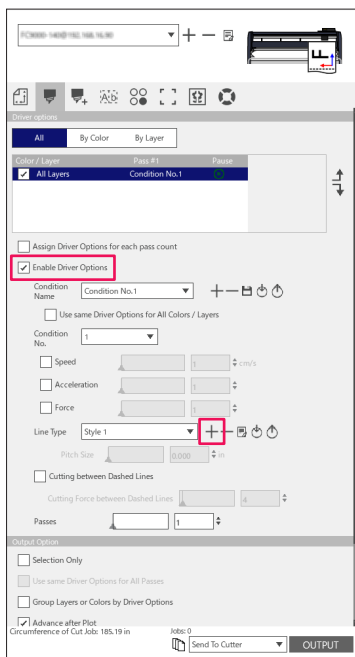 F
A·b
Driver options
All By Color By Layer
Color / Layer Pass #1 Pause
All Layers Condition No.1
Assign Driver Options for each pass count
Enable Driver Options
Condition Name Condition No.1
Use same Driver Options for All Colors / Layers
Condition No. 1
Speed 1 cm/s
Acceleration 1
Force 1
Line Type Style 1
Pitch Size 0.000 in
Cutting between Dashed Lines
Cutting Force between Dashed Lines 4
Passes 1
Output Option
Selection Only
Use same Driver Options for All Passes
Group Layers or Colors by Driver Options
Advance after Plot
Circumference of Cut Job: 185.19 in Jobs: 0
Send To Cutter OUTPUT